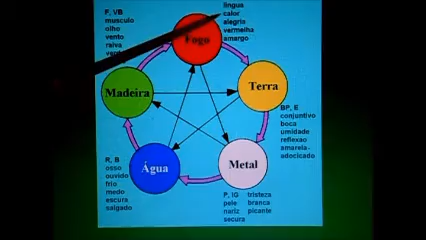 F, VB
musculo
olho
vento
raiva
lingua
calor
alegria
vermelha
amargo
Fogo
Madeira
Terra
BP, E
conjuntivo
boca
umidade
reflexao
amarela
adocicado
Água
Metal
R, B
osso
ouvido
frio
medo
escura
salgado
P, IG
pele
nariz
secura
tristeza
branca
picante